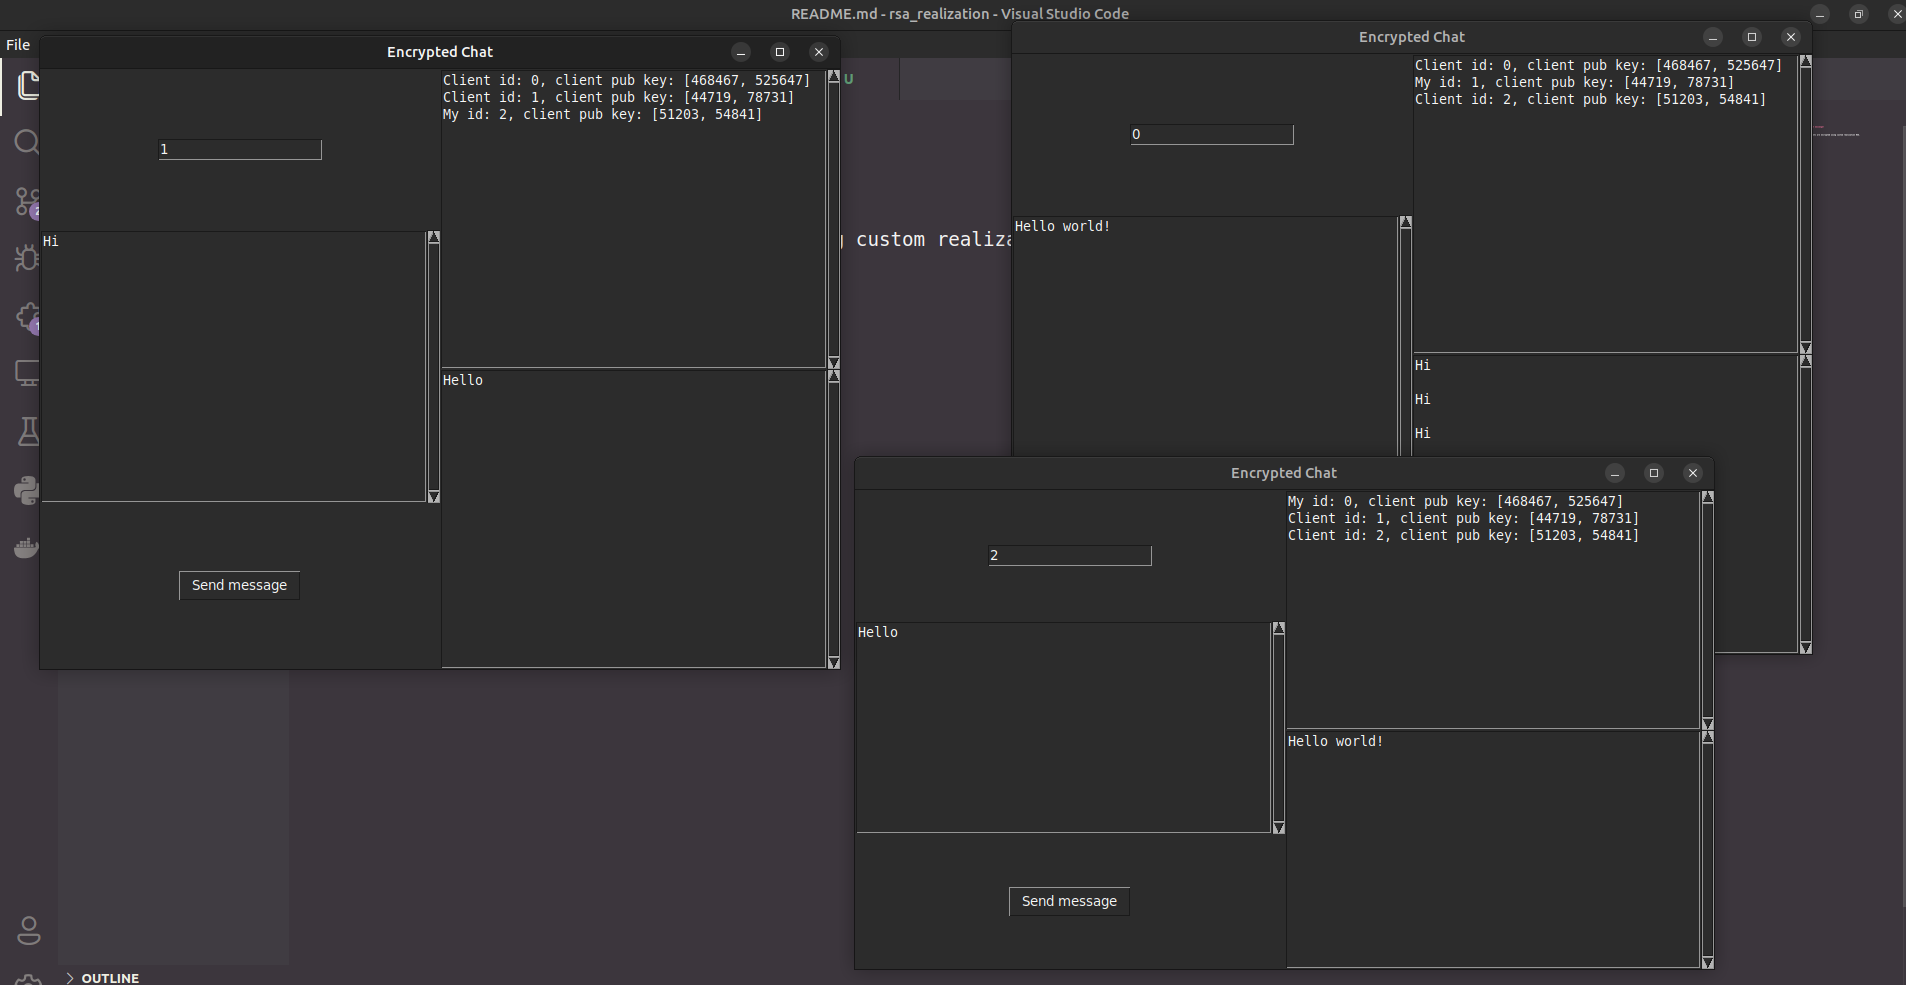 README.md - rsa_realization - Visual Studio Code
File
U
custom realiza
OUTLINE
Encrypted Chat
1
Client id: 0, client pub key: [468467, 525647]
Client id: 1, client pub key: [44719, 78731]
My id: 2, client pub key: [51203, 54841]
Hi
Hello
Send message
Encrypted Chat
0
Client id: 0, client pub key: [468467, 525647]
My id: 1, client pub key: [44719, 78731]
Client id: 2, client pub key: [51203, 54841]
Hello world!
Hi
Hi
Hi
Encrypted Chat
2
My id: 0, client pub key: [468467, 525647]
Client id: 1, client pub key: [44719, 78731]
Client id: 2, client pub key: [51203, 54841]
Hello
Hello world!
Send message